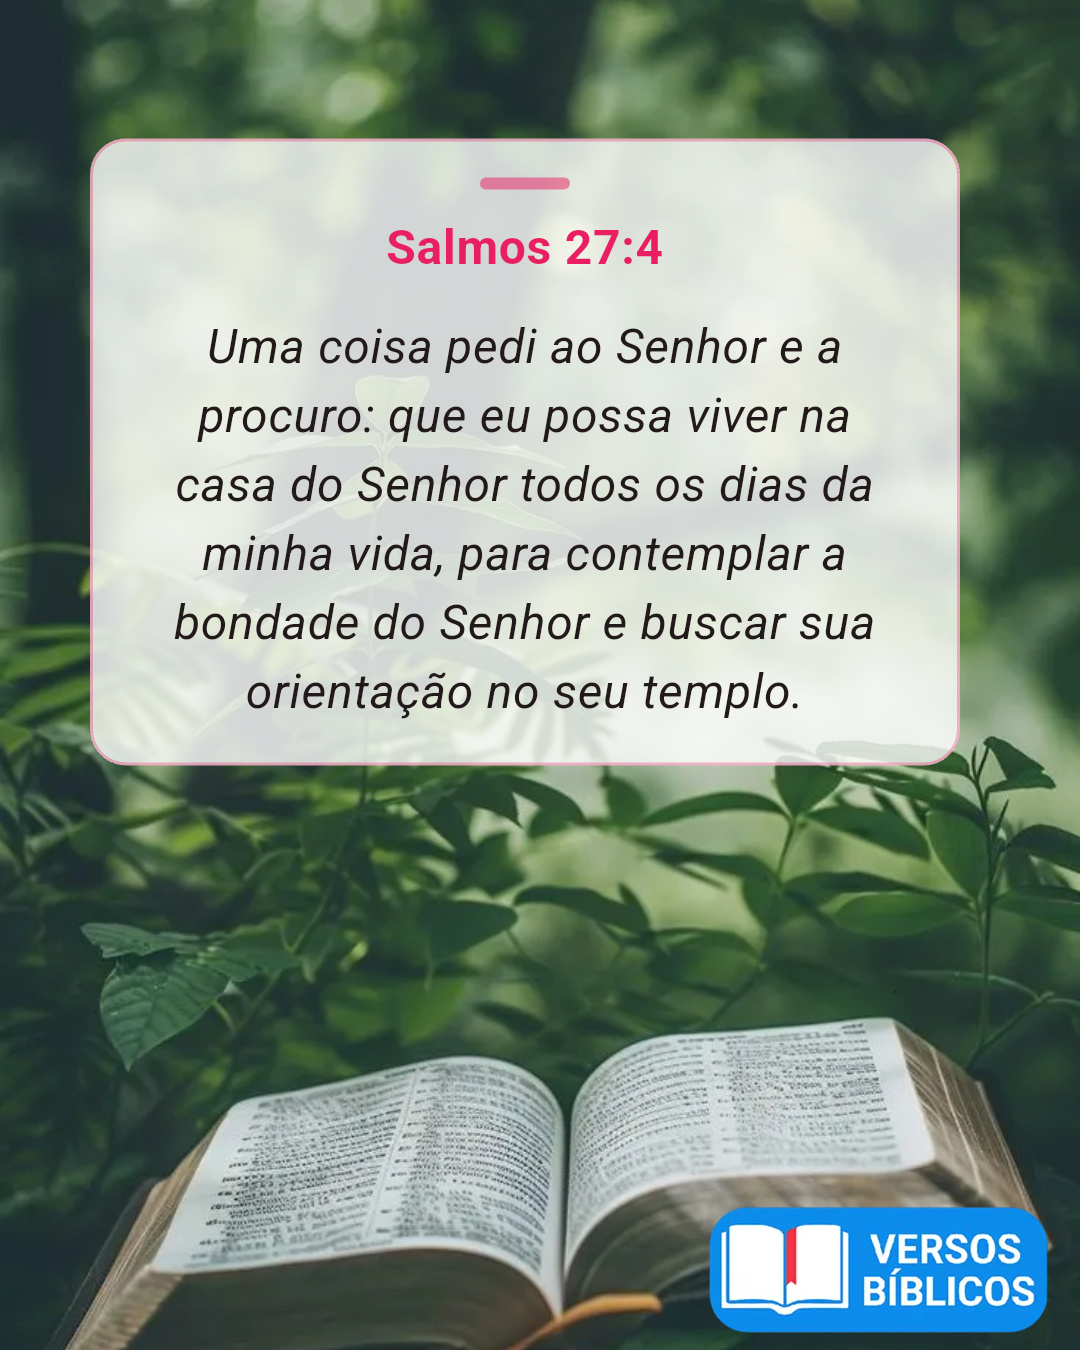 Salmos 27:4
Uma coisa pedi ao Senhor e a
procuro: que eu possa viver na
casa do Senhor todos os dias da
minha vida, para contemplar a
bondade do Senhor e buscar sua
orientação no seu templo.
VERSOS
BÍBLICOS